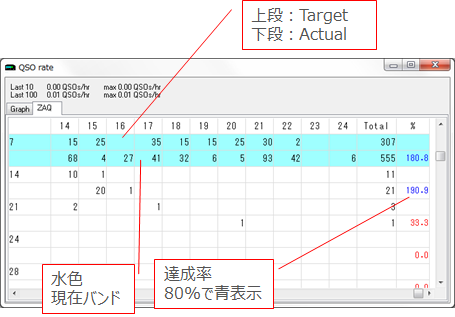 上段：Target
下段：Actual
QSO rate
Last 10 0.00 QSOs/hr max 0.00 QSOs/hr
Last 100 0.01 QSOs/hr max 0.01 QSOs/hr
Graph ZAQ
14 15 16 17 18 19 20 21 22 23 24 Total %
7 15 25 35 15 15 25 30 2 307
68 4 27 41 32 6 5 93 42 6 555 180.8
14 10 1 11
20 1 21 190.9
21 2 1 3
1 1 33.3
24
0.0
28
0.0
水色
現在バンド
達成率
80%で青表示